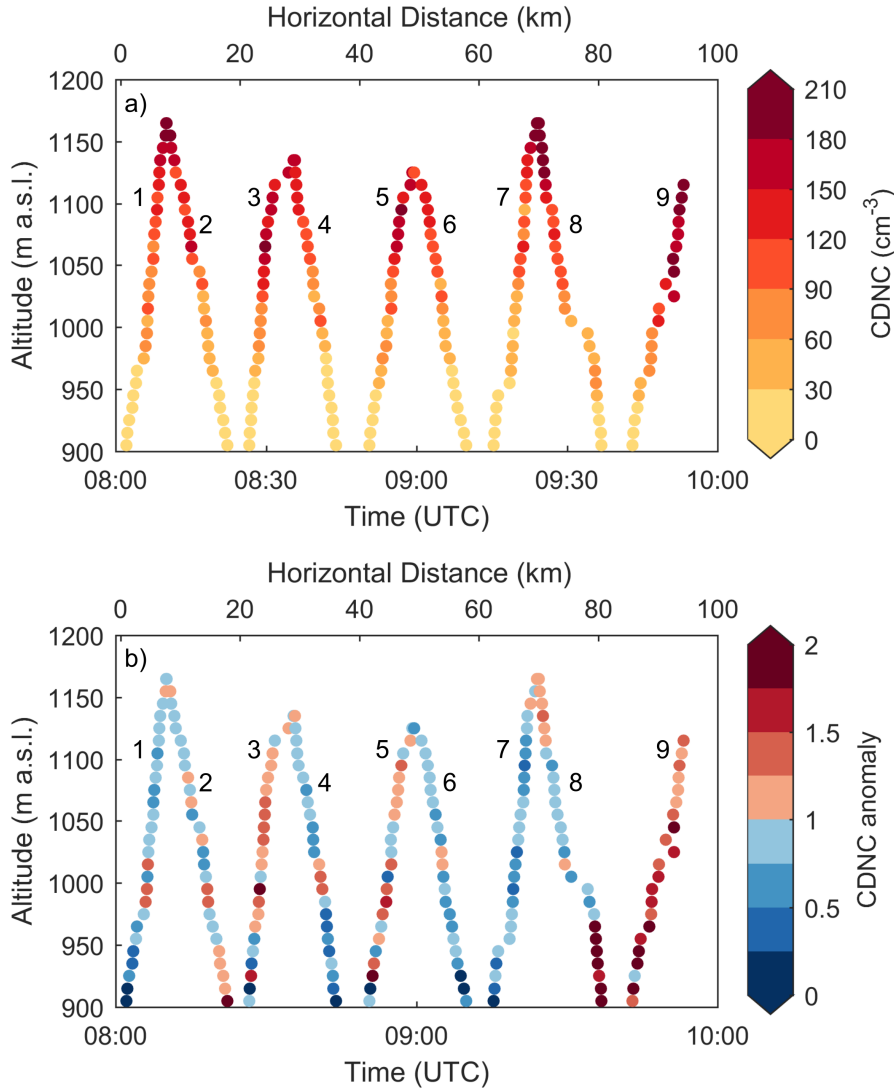 Horizontal Distance (km)
0 20 40 60 80 100
a)
1200
1150
1100
1050
1000
950
900
Altitude (m a.s.l.)
1 2 3 4 5 6 7 8 9
08:00 08:30 09:00 09:30 10:00
Time (UTC)
210
180
150
120
90
60
30
0
CDNC (cm-3)
Horizontal Distance (km)
0 20 40 60 80 100
b)
1200
1150
1100
1050
1000
950
900
Altitude (m a.s.l.)
1 2 3 4 5 6 7 8 9
08:00 09:00 10:00
Time (UTC)
2
1.5
1
0.5
0
CDNC anomaly